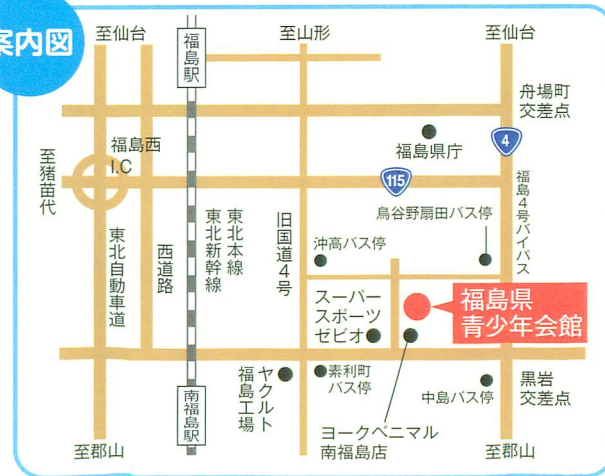 案内図
至仙台
至山形
至仙台
福島駅
舟場町
交差点
福島西
I.C
福島県庁
4
115
至猪苗代
福島4号バイパス
鳥谷野扇田バス停
東北自動車道
西道路
東北新幹線
東北本線
旧国道4号
沖高バス停
スーパー
スポーツ
ゼビオ
福島県
青少年会館
ヤクルト
福島工場
素利町
バス停
南福島駅
中島バス停
黒岩
交差点
ヨークベニマル
南福島店
至郡山
至郡山